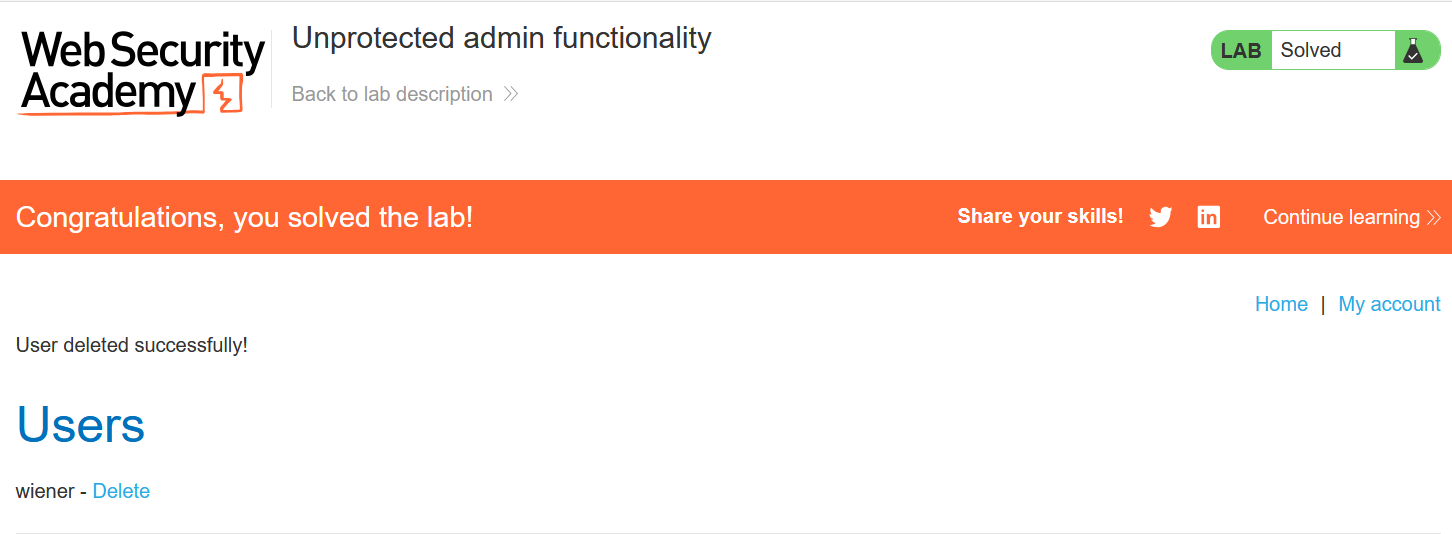 Web Security
Academy
Unprotected admin functionality
Back to lab description
LAB Solved
Congratulations, you solved the lab!
Share your skills!
Continue learning
Home | My account
User deleted successfully!
Users
wiener - Delete